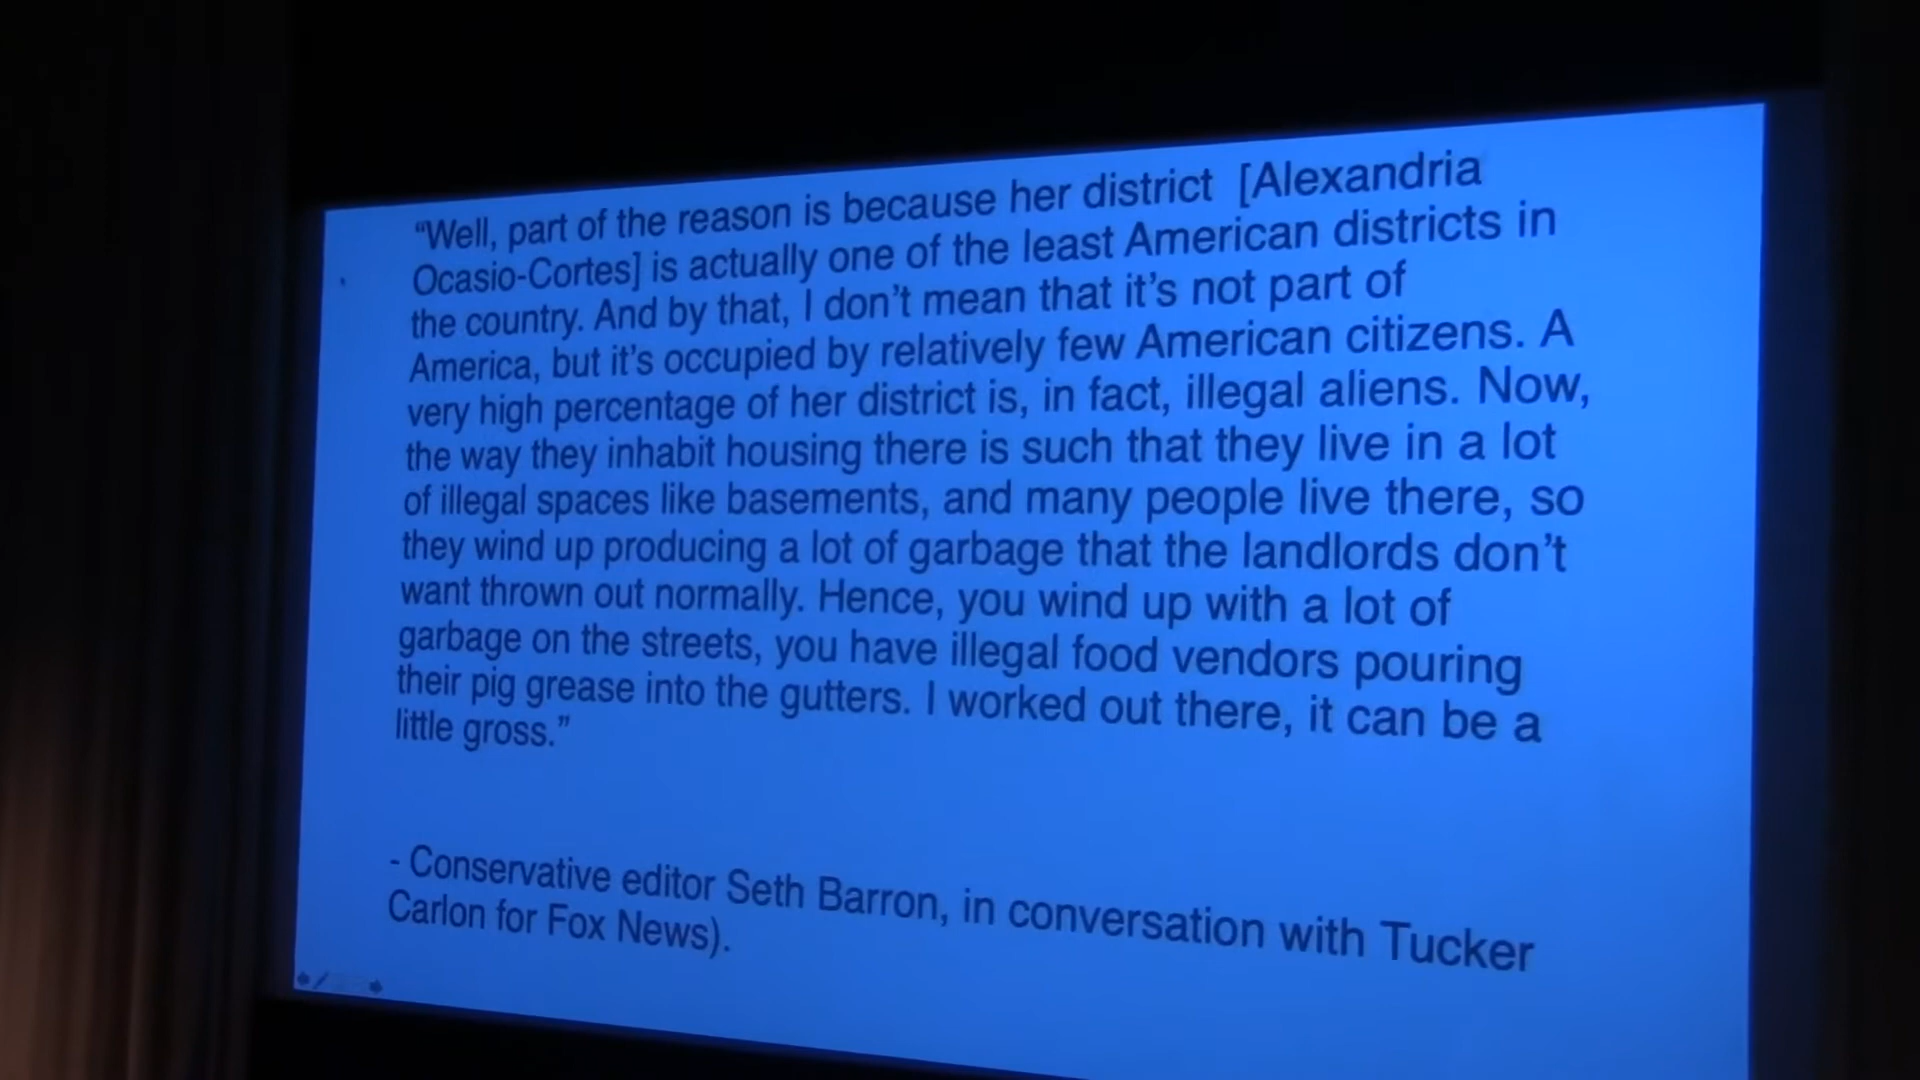 “Well, part of the reason is because her district [Alexandria
Ocasio-Cortes] is actually one of the least American districts in
the country. And by that, I don’t mean that it’s not part of
America, but it’s occupied by relatively few American citizens. A
very high percentage of her district is, in fact, illegal aliens. Now,
the way they inhabit housing there is such that they live in a lot
of illegal spaces like basements, and many people live there, so
they wind up producing a lot of garbage that the landlords don’t
want thrown out normally. Hence, you wind up with a lot of
garbage on the streets, you have illegal food vendors pouring
their pig grease into the gutters. I worked out there, it can be a
little gross.”
- Conservative editor Seth Barron, in conversation with Tucker
Carlon for Fox News).